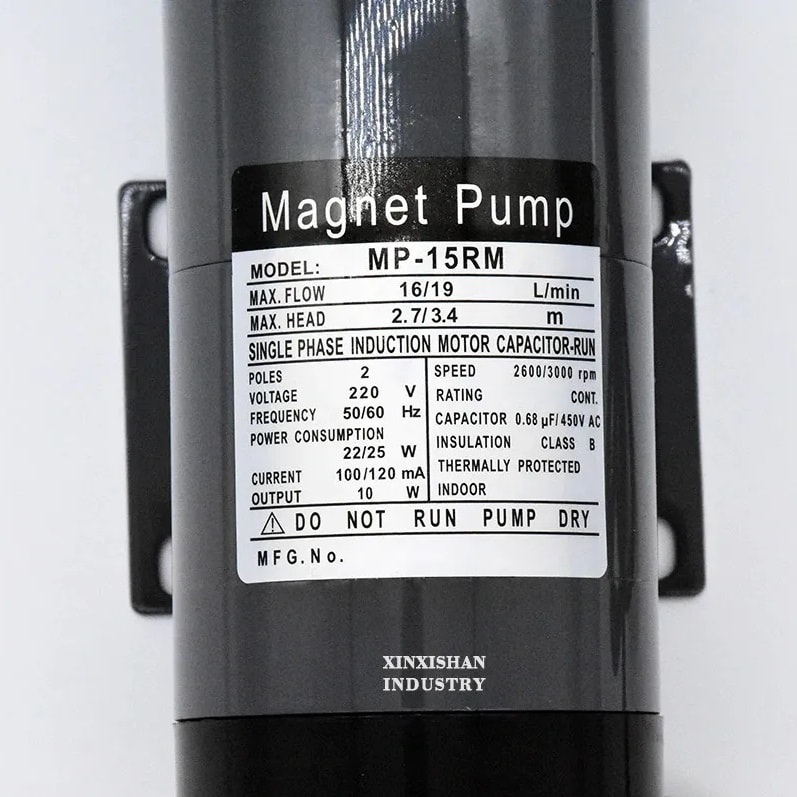 Magnet Pump
MODEL: MP-15RM
MAX. FLOW 16/19 L/min
MAX. HEAD 2.7/3.4 m
SINGLE PHASE INDUCTION MOTOR CAPACITOR-RUN
POLES 2
VOLTAGE 220 V
FREQUENCY 50/60 Hz
POWER CONSUMPTION
22/25 W
CURRENT 100/120 mA
OUTPUT 10 W
SPEED 2600/3000 rpm
RATING CONT.
CAPACITOR 0.68 µF/450V AC
INSULATION CLASS B
THERMALLY PROTECTED
INDOOR
⚠ DO NOT RUN PUMP DRY
MFG.No.
XINXISHAN
INDUSTRY